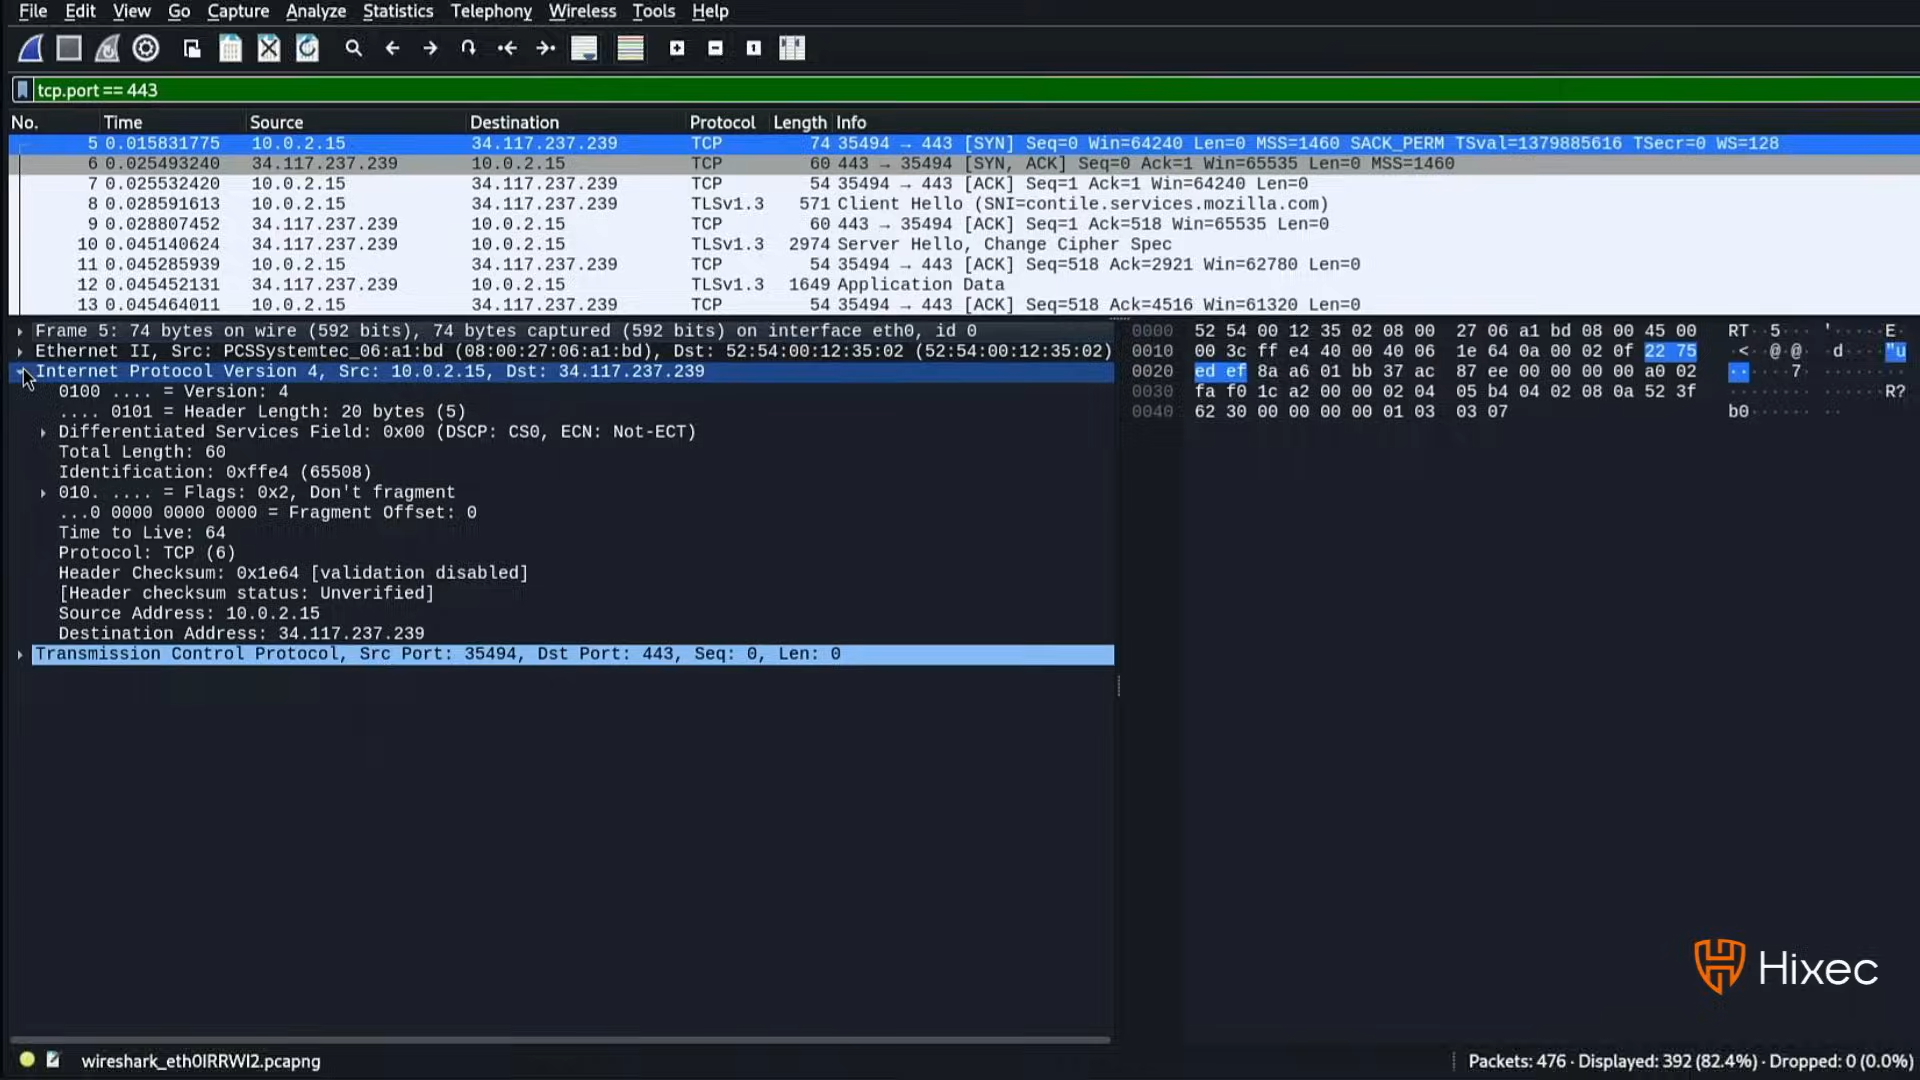 File Edit View Go Capture Analyze Statistics Telephony Wireless Tools Help
tcp.port == 443
No. Time Source Destination Protocol Length Info
5 0.015831775 10.0.2.15 34.117.237.239 TCP 74 35494 → 443 [SYN] Seq=0 Win=64240 Len=0 MSS=1460 SACK_PERM TSval=1379885616 TSecr=0 WS=128
6 0.025493240 34.117.237.239 10.0.2.15 TCP 60 443 → 35494 [SYN, ACK] Seq=0 Ack=1 Win=65535 Len=0 MSS=1460
7 0.025532420 10.0.2.15 34.117.237.239 TCP 54 35494 → 443 [ACK] Seq=1 Ack=1 Win=64240 Len=0
8 0.028591613 10.0.2.15 34.117.237.239 TLSv1.3 571 Client Hello (SNI=contile.services.mozilla.com)
9 0.028807452 34.117.237.239 10.0.2.15 TCP 60 443 → 35494 [ACK] Seq=1 Ack=518 Win=65535 Len=0
10 0.045140624 34.117.237.239 10.0.2.15 TLSv1.3 2974 Server Hello, Change Cipher Spec
11 0.045285939 10.0.2.15 34.117.237.239 TCP 54 35494 → 443 [ACK] Seq=518 Ack=2921 Win=62780 Len=0
12 0.045452131 34.117.237.239 10.0.2.15 TLSv1.3 1649 Application Data
13 0.045464011 10.0.2.15 34.117.237.239 TCP 54 35494 → 443 [ACK] Seq=518 Ack=4516 Win=61320 Len=0
Frame 5: 74 bytes on wire (592 bits), 74 bytes captured (592 bits) on interface eth0, id 0
Ethernet II, Src: PCSSystemtec_06:a1:bd (08:00:27:06:a1:bd), Dst: 52:54:00:12:35:02 (52:54:00:12:35:02)
Internet Protocol Version 4, Src: 10.0.2.15, Dst: 34.117.237.239
0100 .... = Version: 4
.... 0101 = Header Length: 20 bytes (5)
Differentiated Services Field: 0x00 (DSCP: CS0, ECN: Not-ECT)
Total Length: 60
Identification: 0xffe4 (65508)
010. .... = Flags: 0x2, Don't fragment
...0 0000 0000 0000 = Fragment Offset: 0
Time to Live: 64
Protocol: TCP (6)
Header Checksum: 0x1e64 [validation disabled]
[Header checksum status: Unverified]
Source Address: 10.0.2.15
Destination Address: 34.117.237.239
Transmission Control Protocol, Src Port: 35494, Dst Port: 443, Seq: 0, Len: 0
0000 52 54 00 12 35 02 08 00 27 06 a1 bd 08 00 45 00 RT··5···'·····E·
0010 00 3c ff e4 40 00 40 06 1e 64 0a 00 02 0f 22 75 ·<··@·@··d····"u
0020 ed ef 8a a6 01 bb 37 ac 87 ee 00 00 00 00 a0 02 ······7·········
0030 fa f0 1c a2 00 00 02 04 05 b4 04 02 08 0a 52 3f ··············R?
0040 62 30 00 00 00 00 01 03 03 07 b0········
Hixec
wireshark_eth0IRRWI2.pcapng
Packets: 476 · Displayed: 392 (82.4%) · Dropped: 0 (0.0%)